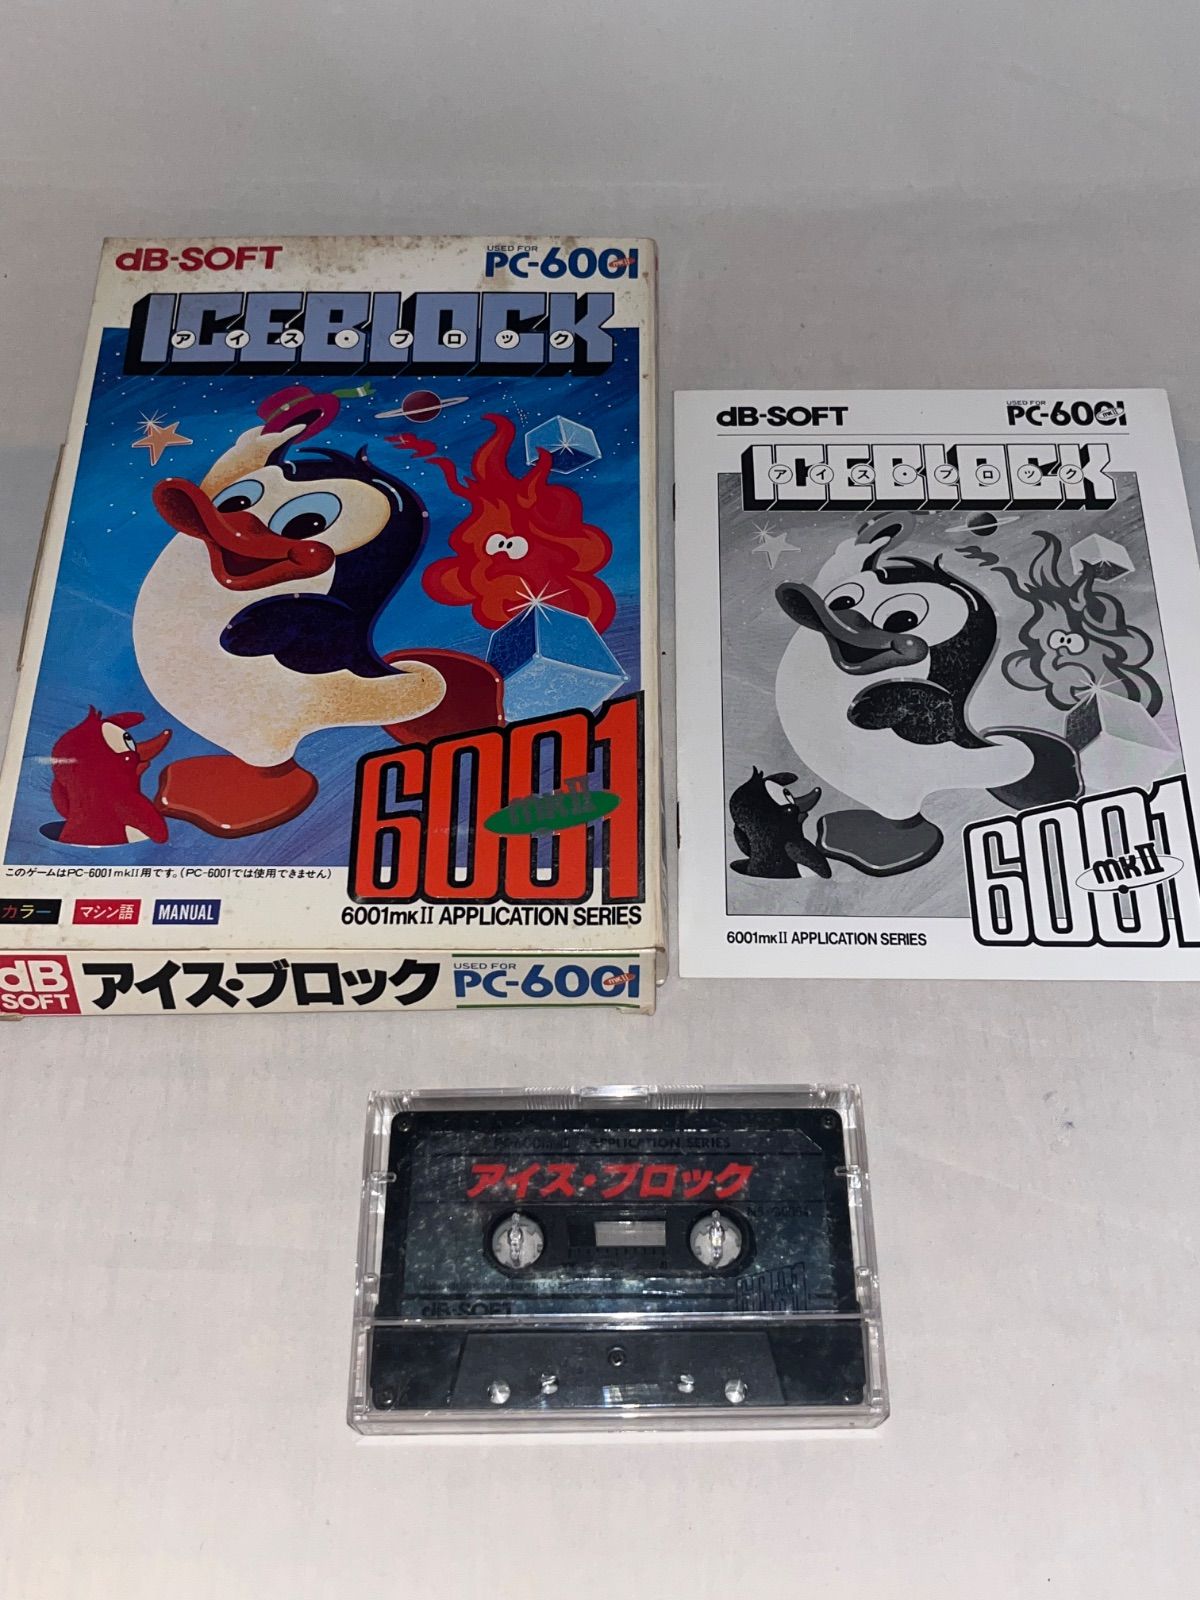 dB-SOFT
USED FOR
PC-6001
mkII
ICEBLOCK
アイス・ブロック
6001
mkII
このゲームはPC-6001mkII用です。(PC-6001では使用できません)
カラー
マシン語
MANUAL
6001mkII APPLICATION SERIES
dB
SOFT
アイス・ブロック
USED FOR
PC-6001
mkII
dB-SOFT
USED FOR
PC-6001
mkII
ICEBLOCK
アイス・ブロック
6001
mkII
6001mkII APPLICATION SERIES
APPLICATION SERIES
アイス・ブロック
dB-SOFT